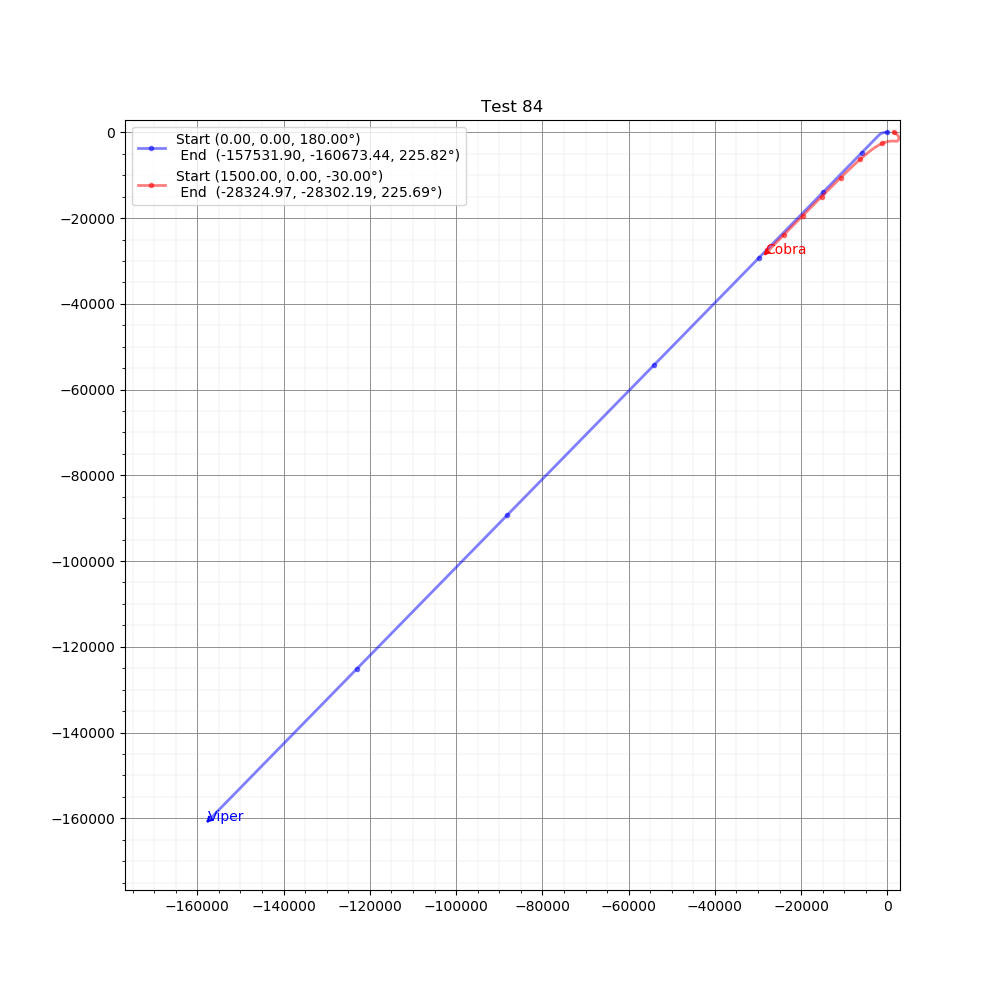 Test 84
Start (0.00, 0.00, 180.00°)
End  (-157531.90, -160673.44, 225.82°)
Start (1500.00, 0.00, -30.00°)
End  (-28324.97, -28302.19, 225.69°)
0
−20000
−40000
−60000
−80000
−100000
−120000
−140000
−160000
Cobra
Viper
−160000 −140000 −120000 −100000 −80000 −60000 −40000 −20000 0